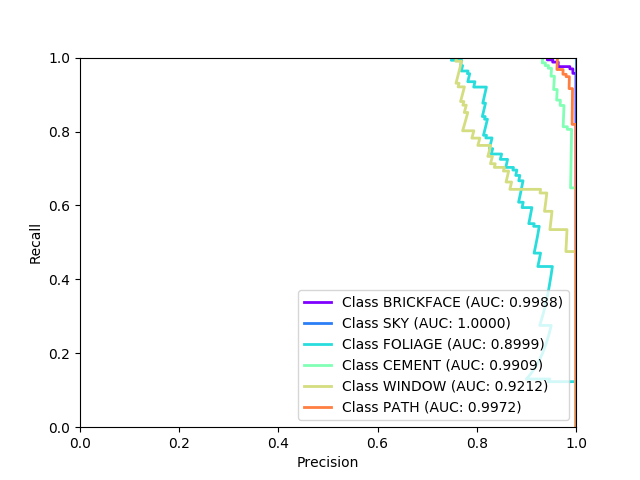 1.0
0.8
0.6
0.4
0.2
0.0
Recall
Class BRICKFACE (AUC: 0.9988)
Class SKY (AUC: 1.0000)
Class FOLIAGE (AUC: 0.8999)
Class CEMENT (AUC: 0.9909)
Class WINDOW (AUC: 0.9212)
Class PATH (AUC: 0.9972)
0.0 0.2 0.4 0.6 0.8 1.0
Precision